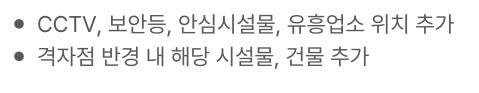 • CCTV, 보안등, 안심시설물, 유흥업소 위치 추가
• 격자점 반경 내 해당 시설물, 건물 추가